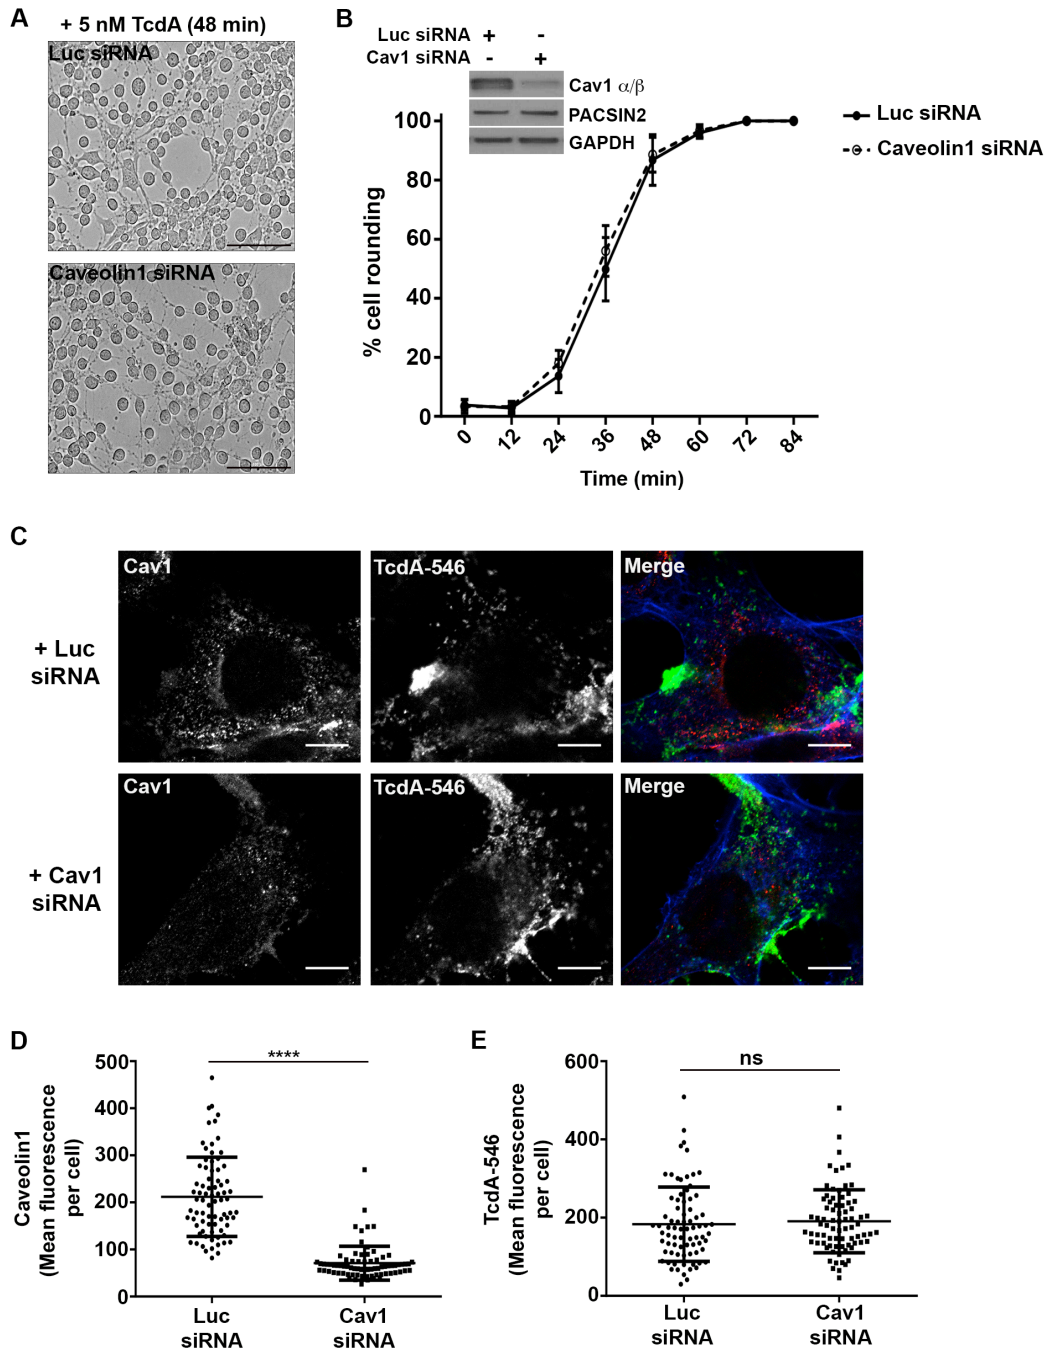 A
+ 5 nM TcdA (48 min)
Luc siRNA
Caveolin1 siRNA
B
Luc siRNA + -
Cav1 siRNA - +
Cav1 α/β
PACSIN2
GAPDH
Luc siRNA
Caveolin1 siRNA
% cell rounding
100
80
60
40
20
0
0 12 24 36 48 60 72 84
Time (min)
C
+ Luc
siRNA
Cav1
TcdA-546
Merge
+ Cav1
siRNA
Cav1
TcdA-546
Merge
D
Caveolin1
(Mean fluorescence
per cell)
500
400
300
200
100
0
****
Luc
siRNA
Cav1
siRNA
E
TcdA-546
(Mean fluorescence
per cell)
600
400
200
0
ns
Luc
siRNA
Cav1
siRNA